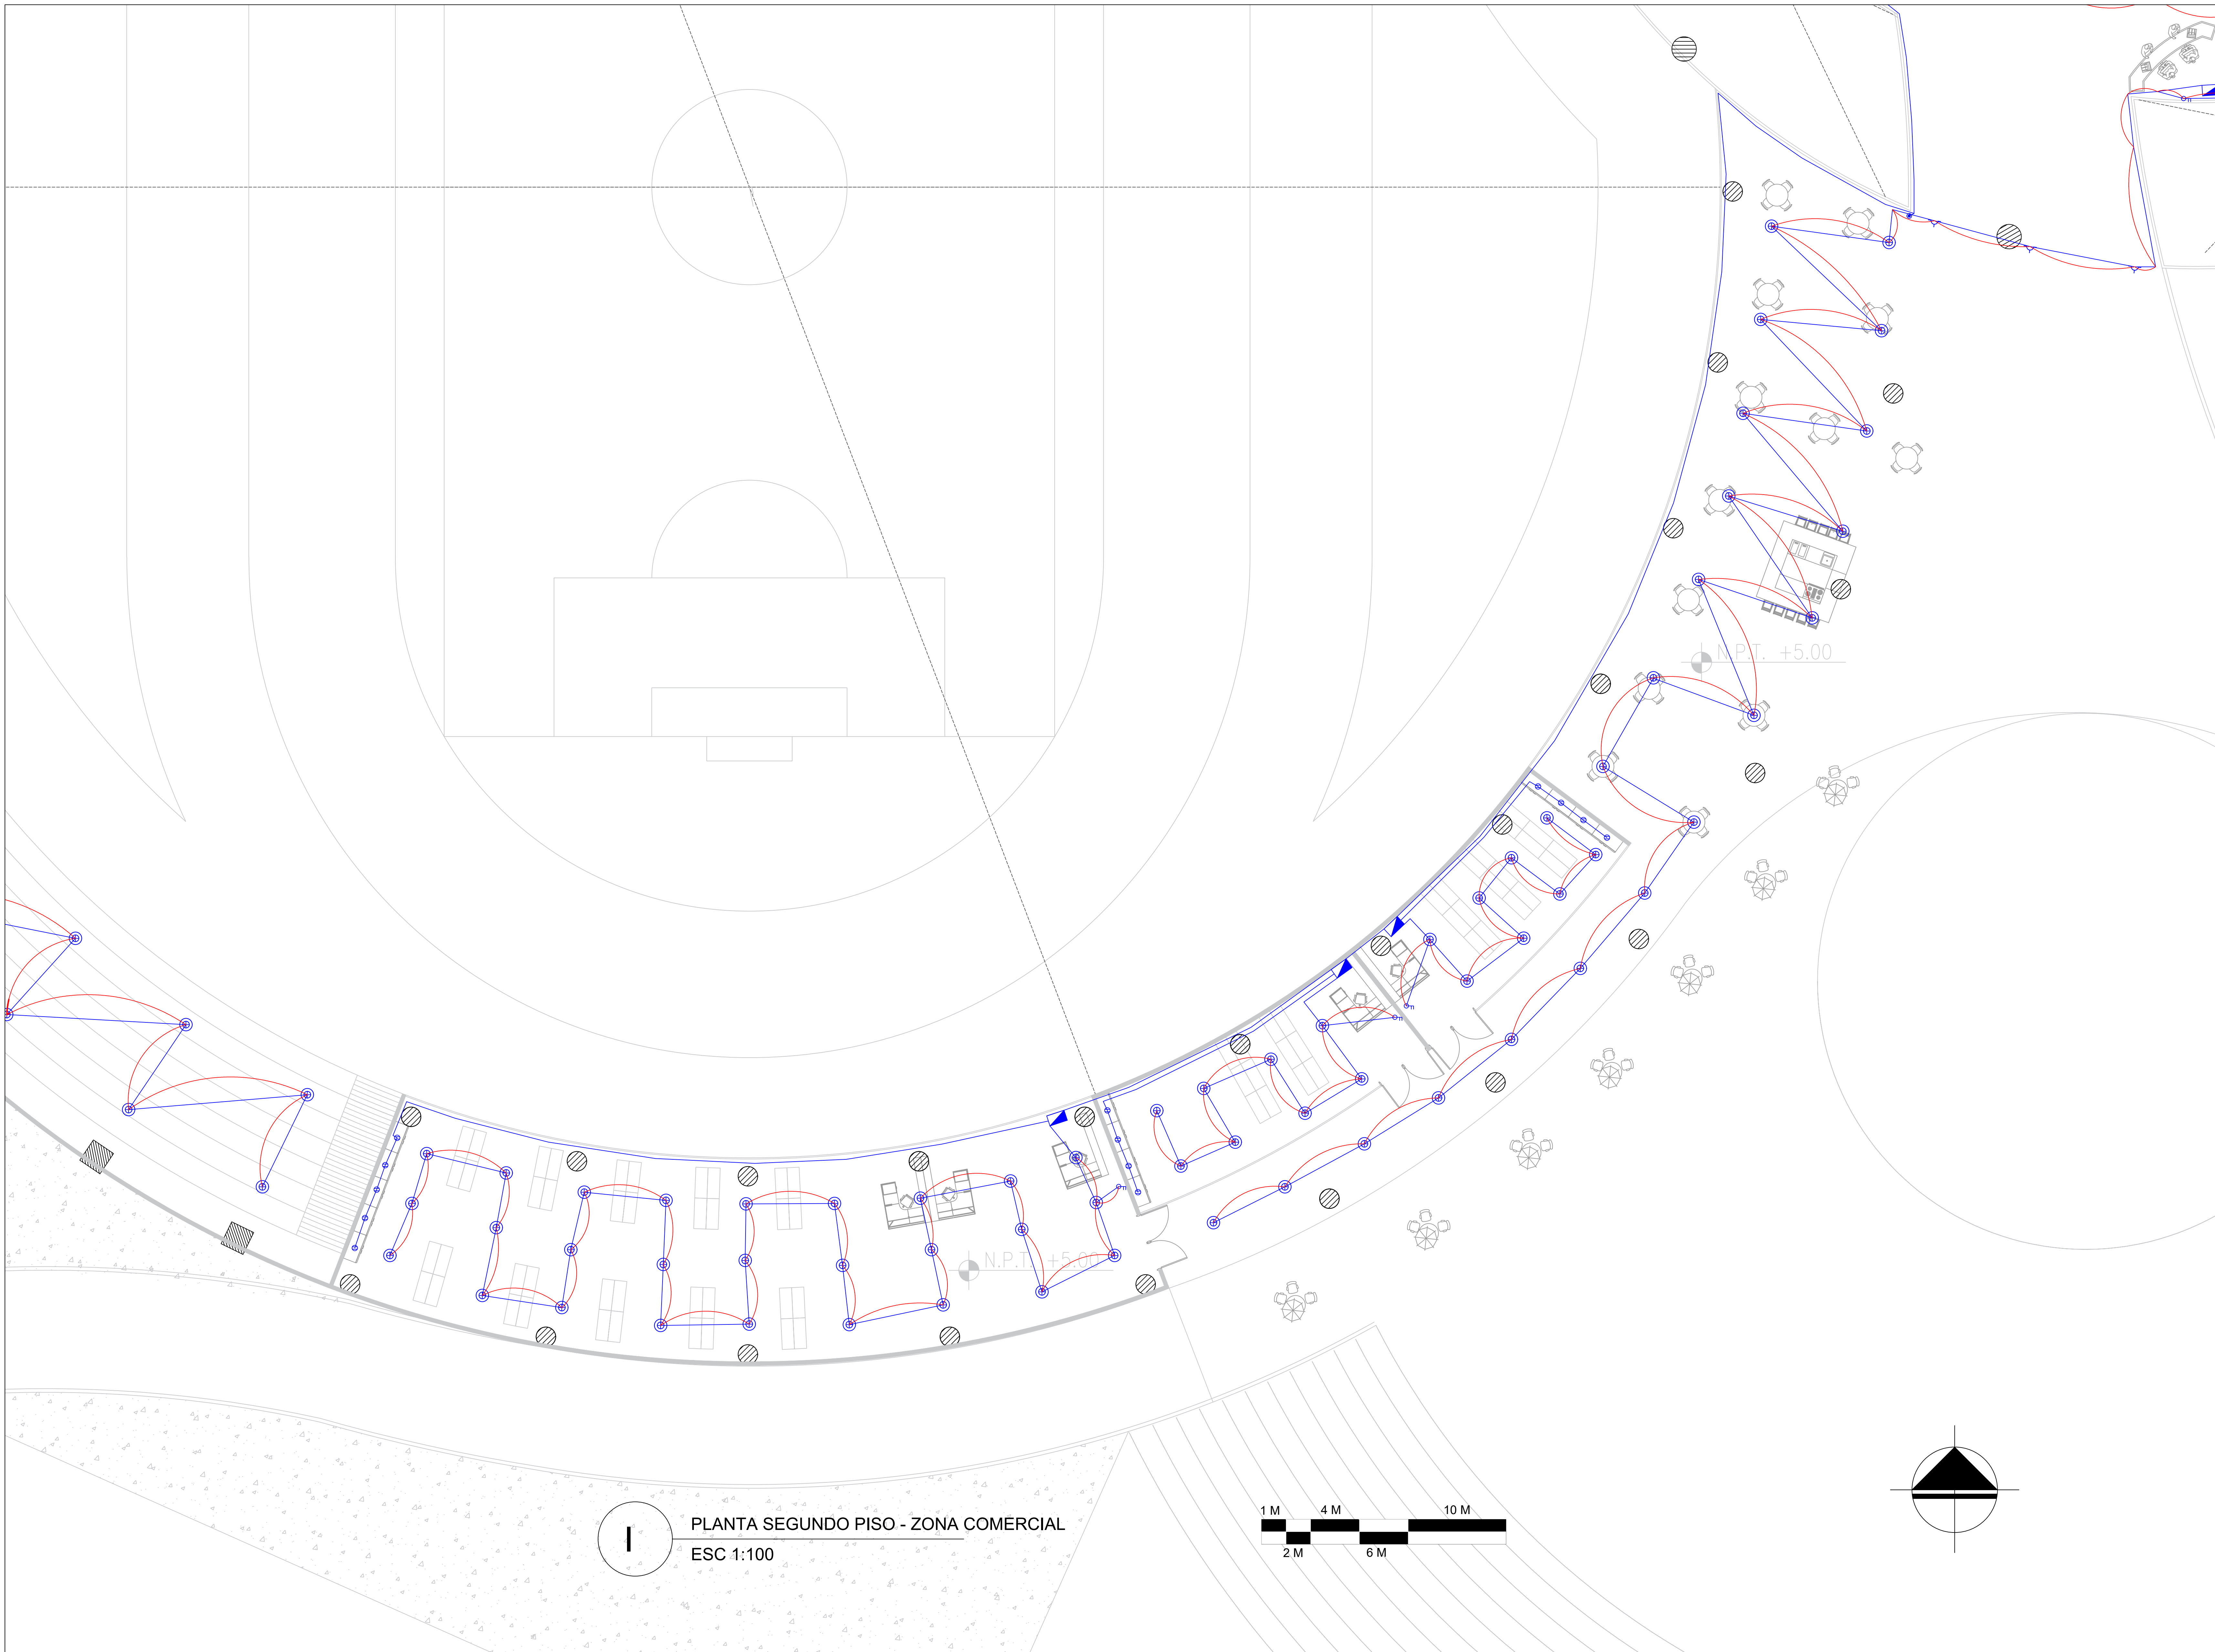 N.P.T. +5.00
N.P.T. +5.00
I
PLANTA SEGUNDO PISO - ZONA COMERCIAL
ESC 1:100
1 M 4 M 10 M
2 M 6 M